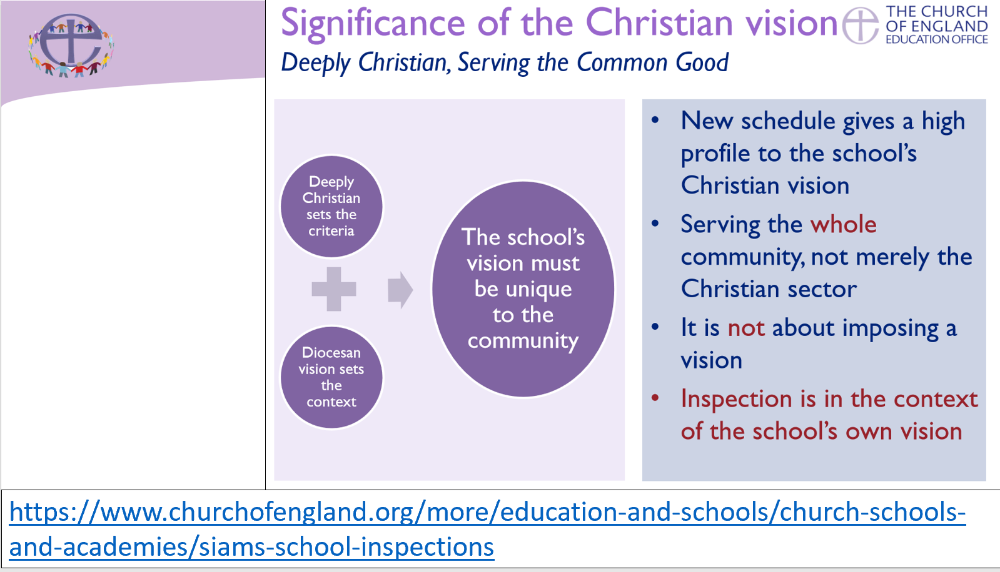 Significance of the Christian vision
THE CHURCH
OF ENGLAND
EDUCATION OFFICE
Deeply Christian, Serving the Common Good
Deeply
Christian
sets the
criteria
Diocesan
vision sets
the
context
The school’s
vision must
be unique
to the
community
• New schedule gives a high
profile to the school’s
Christian vision
• Serving the whole
community, not merely the
Christian sector
• It is not about imposing a
vision
• Inspection is in the context
of the school’s own vision
https://www.churchofengland.org/more/education-and-schools/church-schools-
and-academies/siams-school-inspections